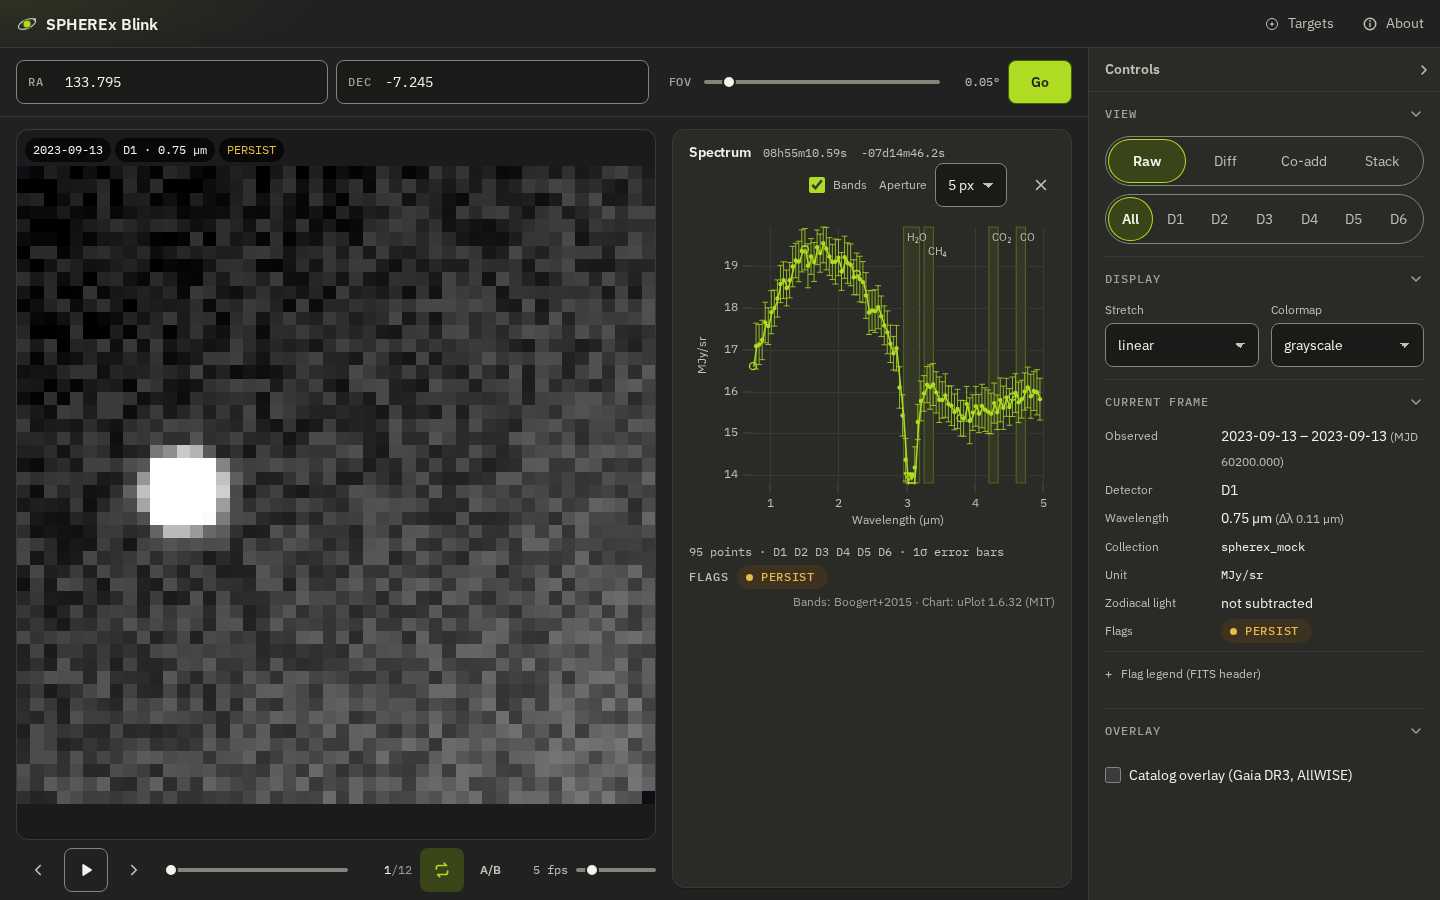 SPHEREx Blink
Targets
About
RA 133.795
DEC -7.245
FOV 0.05°
Go
Controls
2023-09-13
D1 · 0.75 µm
PERSIST
Spectrum 08h55m10.59s -07d14m46.2s
Bands Aperture 5 px
H₂O
CH₄
CO₂
CO
19
18
17
16
15
14
MJy/sr
1 2 3 4 5
Wavelength (µm)
95 points · D1 D2 D3 D4 D5 D6 · 1σ error bars
FLAGS PERSIST
Bands: Boogert+2015 · Chart: uPlot 1.6.32 (MIT)
1/12
A/B
5 fps
VIEW
Raw Diff Co-add Stack
All D1 D2 D3 D4 D5 D6
DISPLAY
Stretch Colormap
linear grayscale
CURRENT FRAME
Observed 2023-09-13 – 2023-09-13 (MJD
60200.000)
Detector D1
Wavelength 0.75 µm (Δλ 0.11 µm)
Collection spherex_mock
Unit MJy/sr
Zodiacal light not subtracted
Flags PERSIST
+ Flag legend (FITS header)
OVERLAY
Catalog overlay (Gaia DR3, AllWISE)